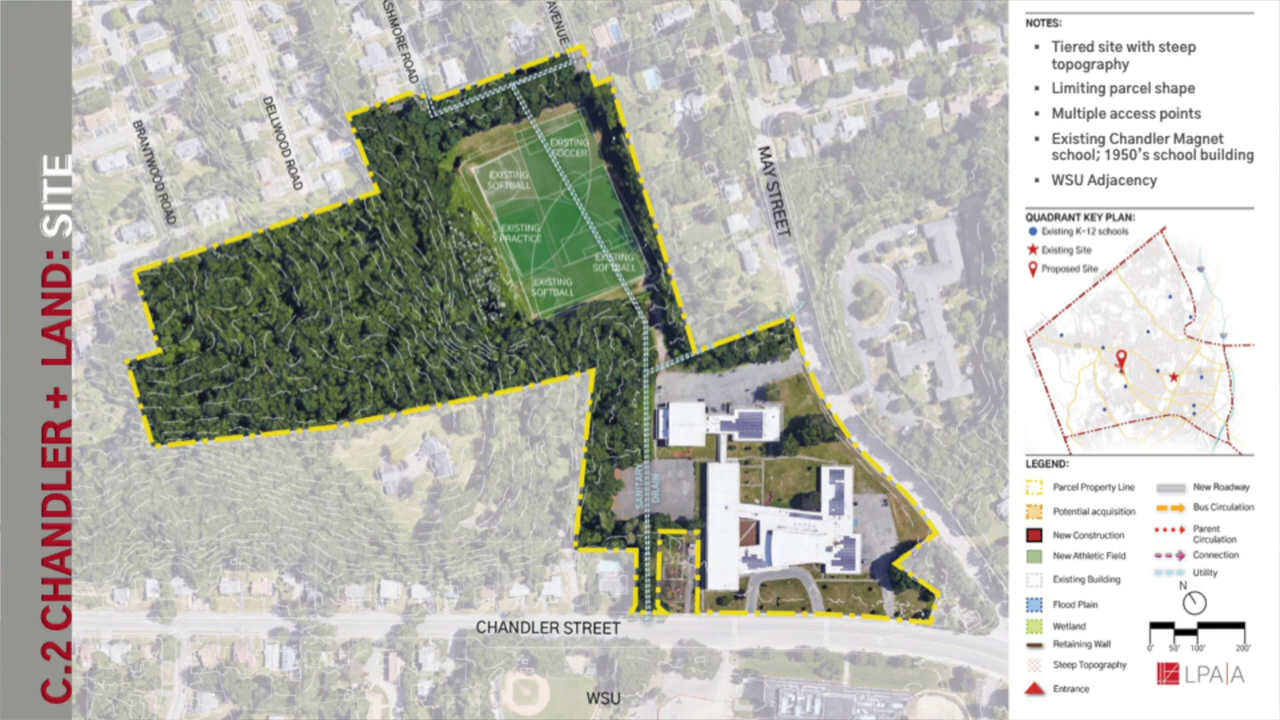 C.2 CHANDLER + LAND: SITE
ASHMORE ROAD
AVENUE
DELLWOOD ROAD
BRANTWOOD ROAD
MAY STREET
EXISTING
SOCCER
EXISTING
SOFTBALL
EXISTING
PRACTICE
EXISTING
SOFTBALL
EXISTING
SOFTBALL
SANITARY
DRAIN
CHANDLER STREET
WSU
NOTES:
▪ Tiered site with steep
topography
▪ Limiting parcel shape
▪ Multiple access points
▪ Existing Chandler Magnet
school; 1950's school building
▪ WSU Adjacency
QUADRANT KEY PLAN:
Existing K-12 schools
Existing Site
Proposed Site
LEGEND:
Parcel Property Line
Potential acquisition
New Construction
New Athletic Field
Existing Building
Flood Plain
Wetland
Retaining Wall
Steep Topography
Entrance
New Roadway
Bus Circulation
Parent
Circulation
Connection
Utility
N
0' 50' 100' 200'
LPA|A